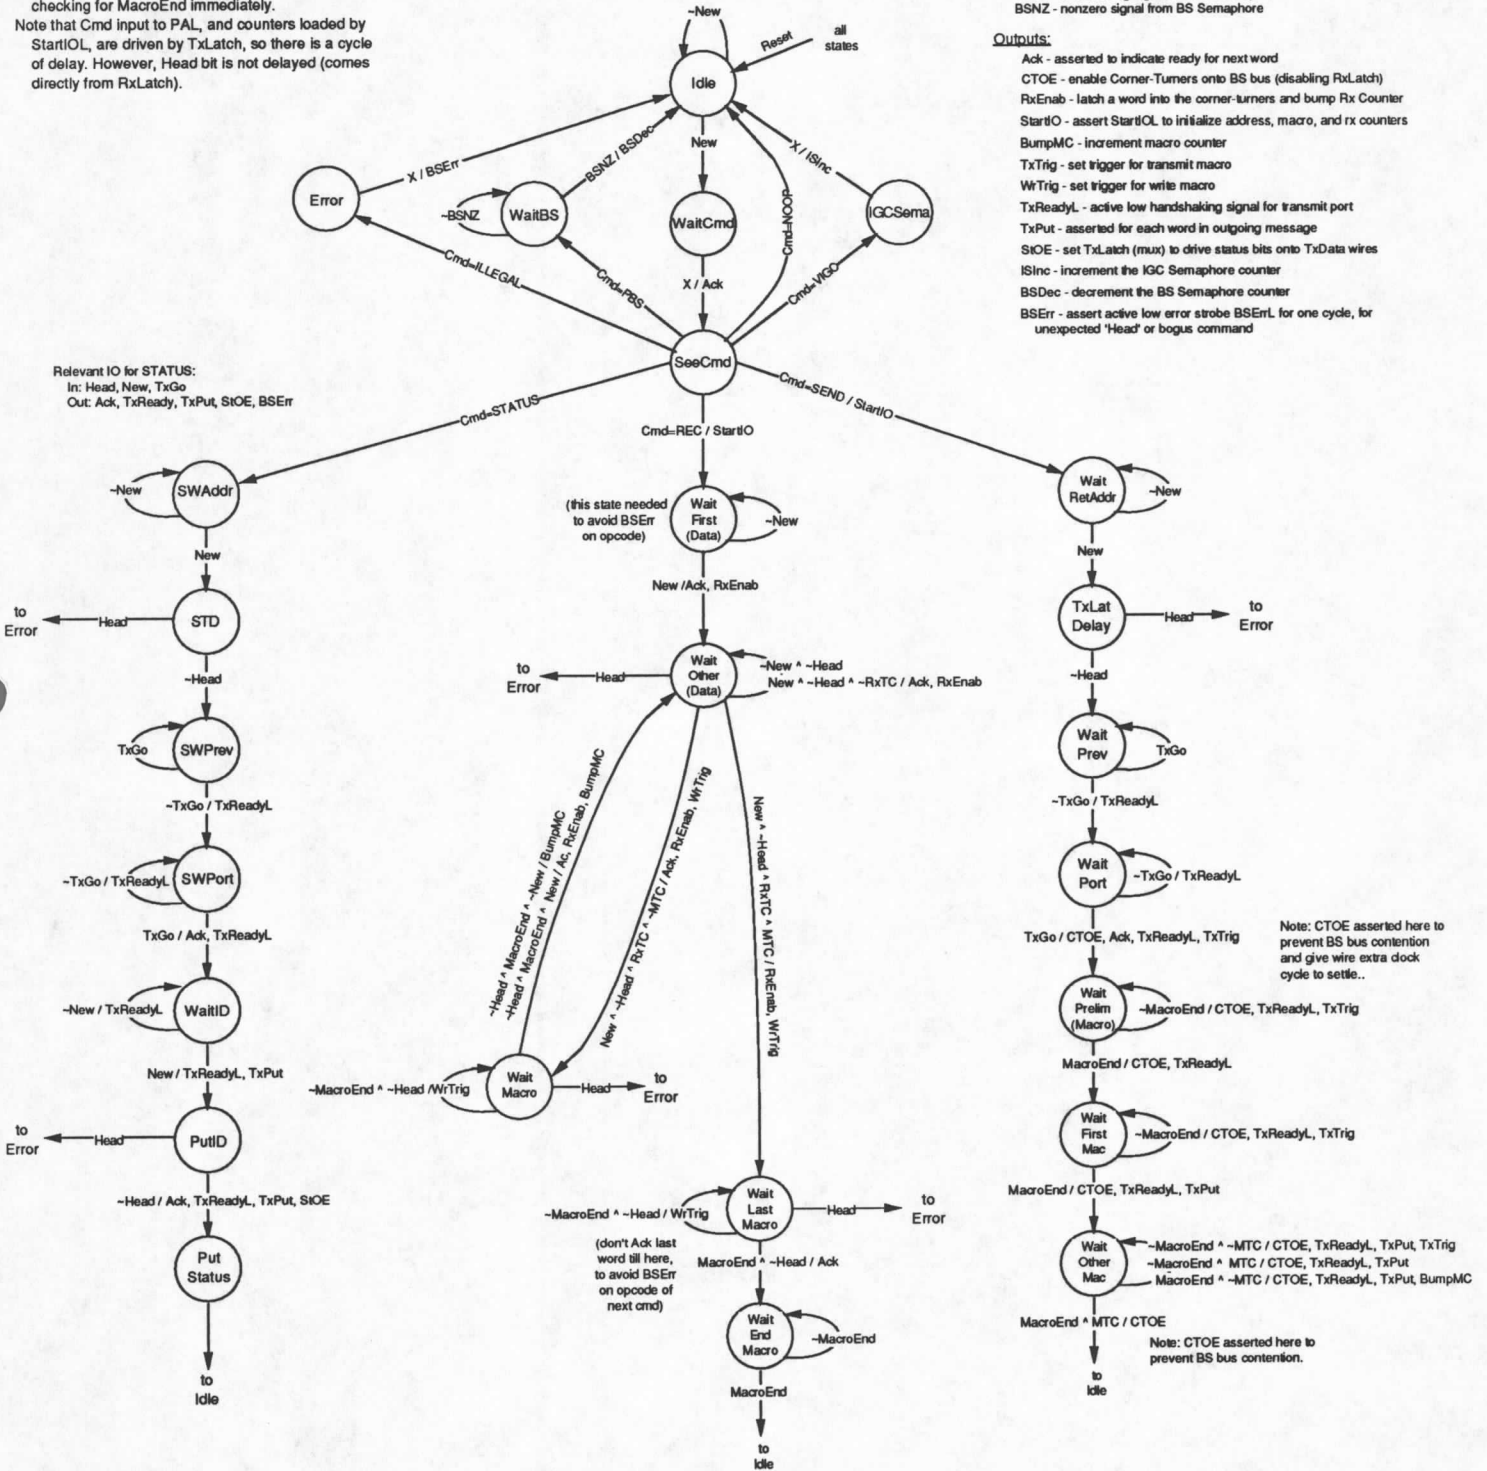 checking for MacroEnd immediately.
Note that Cmd input to PAL, and counters loaded by
StartIOL, are driven by TxLatch, so there is a cycle
of delay. However, Head bit is not delayed (comes
directly from RxLatch).
BSNZ - nonzero signal from BS Semaphore
Outputs:
Ack - asserted to indicate ready for next word
CTOE - enable Corner-Turners onto BS bus (disabling RxLatch)
RxEnab - latch a word into the corner-turners and bump Rx Counter
StartIO - assert StartIOL to initialize address, macro, and rx counters
BumpMC - increment macro counter
TxTrig - set trigger for transmit macro
WrTrig - set trigger for write macro
TxReadyL - active low handshaking signal for transmit port
TxPut - asserted for each word in outgoing message
StOE - set TxLatch (mux) to drive status bits onto TxData wires
ISInc - increment the IGC Semaphore counter
BSDec - decrement the BS Semaphore counter
BSErr - assert active low error strobe BSErrL for one cycle, for
unexpected 'Head' or bogus command
~New
Reset
all
states
Idle
X / BSErr
BSNZ / BSDec
New
Cmd=NOOP
X / ISInc
Error
~BSNZ
WaitBS
WaitCmd
IGCSema
Cmd=ILLEGAL
Cmd=PBS
X / Ack
Cmd=VIGO
SeeCmd
Relevant IO for STATUS:
In: Head, New, TxGo
Out: Ack, TxReady, TxPut, StOE, BSErr
Cmd=STATUS
Cmd=REC / StartIO
Cmd=SEND / StartIO
~New
SWAddr
New
to
Error
Head
STD
~Head
TxGo
SWPrev
~TxGo / TxReadyL
~TxGo / TxReadyL
SWPort
TxGo / Ack, TxReadyL
~New / TxReadyL
WaitID
New / TxReadyL, TxPut
to
Error
Head
PutID
~Head / Ack, TxReadyL, TxPut, StOE
Put
Status
to
Idle
(this state needed
to avoid BSErr
on opcode)
Wait
First
(Data)
~New
New /Ack, RxEnab
to
Error
Head
Wait
Other
(Data)
~New ^ ~Head
New ^ ~Head ^ ~RxTC / Ack, RxEnab
~Head ^ MacroEnd ^ ~New / BumpMC
~Head ^ MacroEnd ^ New / Ac, RxEnab, BumpMC
New ^ ~Head ^ RxTC ^ ~MTC / Ack, RxEnab, WrTrig
New ^ ~Head ^ RxTC ^ MTC / RxEnab, WrTrig
~MacroEnd ^ ~Head /WrTrig
Wait
Macro
Head
to
Error
~MacroEnd ^ ~Head / WrTrig
Wait
Last
Macro
Head
to
Error
(don't Ack last
word till here,
to avoid BSErr
on opcode of
next cmd)
MacroEnd ^ ~Head / Ack
Wait
End
Macro
~MacroEnd
MacroEnd
to
Idle
Wait
RetAddr
~New
New
TxLat
Delay
Head
to
Error
~Head
Wait
Prev
TxGo
~TxGo / TxReadyL
Wait
Port
~TxGo / TxReadyL
TxGo / CTOE, Ack, TxReadyL, TxTrig
Note: CTOE asserted here to
prevent BS bus contention
and give wire extra clock
cycle to settle..
Wait
Prelim
(Macro)
~MacroEnd / CTOE, TxReadyL, TxTrig
MacroEnd / CTOE, TxReadyL
Wait
First
Mac
~MacroEnd / CTOE, TxReadyL, TxTrig
MacroEnd / CTOE, TxReadyL, TxPut
Wait
Other
Mac
~MacroEnd ^ ~MTC / CTOE, TxReadyL, TxPut, TxTrig
~MacroEnd ^ MTC / CTOE, TxReadyL, TxPut
MacroEnd ^ ~MTC / CTOE, TxReadyL, TxPut, BumpMC
MacroEnd ^ MTC / CTOE
Note: CTOE asserted here to
prevent BS bus contention.
to
Idle